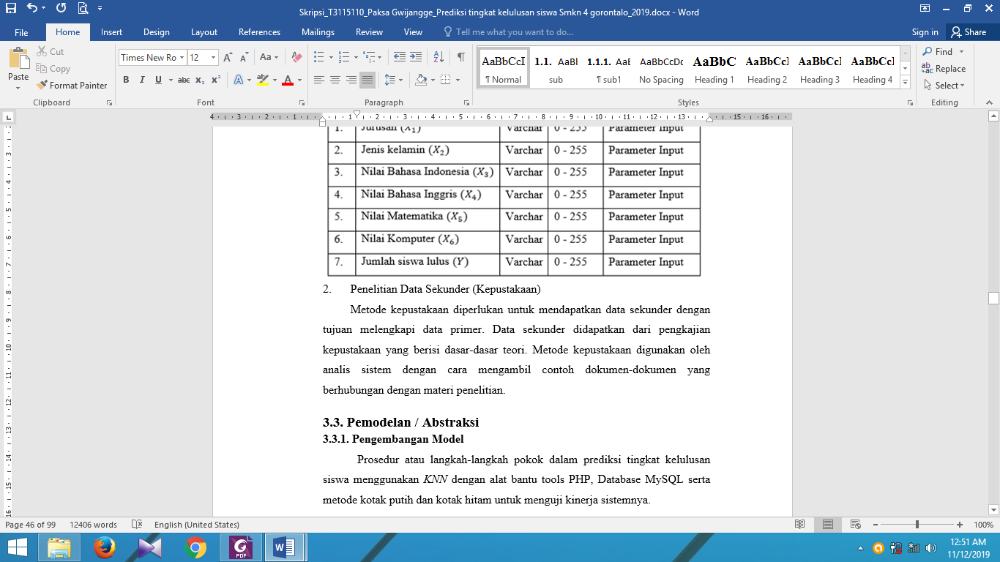 Skripsi_T3115110_Paksa Gwijangge_Prediksi tingkat kelulusan siswa Smkn 4 gorontalo_2019.docx - Word
File Home Insert Design Layout References Mailings Review View Tell me what you want to do... Sign in Share
Paste Cut Copy Format Painter
Times New Ro 12
AaBbCcI 1.1. AaBb 1.1.1. AaB AaBbCcDc AaBbC AaBbCcI AaBbCcI AaBbCcI
¶ Normal sub ¶ sub1 No Spacing Heading 1 Heading 2 Heading 3 Heading 4
Find Replace Select
Clipboard Font Paragraph Styles Editing
1. Jurusan (X1) Varchar 0 - 255 Parameter Input
2. Jenis kelamin (X2) Varchar 0 - 255 Parameter Input
3. Nilai Bahasa Indonesia (X3) Varchar 0 - 255 Parameter Input
4. Nilai Bahasa Inggris (X4) Varchar 0 - 255 Parameter Input
5. Nilai Matematika (X5) Varchar 0 - 255 Parameter Input
6. Nilai Komputer (X6) Varchar 0 - 255 Parameter Input
7. Jumlah siswa lulus (Y) Varchar 0 - 255 Parameter Input
2. Penelitian Data Sekunder (Kepustakaan)
Metode kepustakaan diperlukan untuk mendapatkan data sekunder dengan
tujuan melengkapi data primer. Data sekunder didapatkan dari pengkajian
kepustakaan yang berisi dasar-dasar teori. Metode kepustakaan digunakan oleh
analis sistem dengan cara mengambil contoh dokumen-dokumen yang
berhubungan dengan materi penelitian.
3.3. Pemodelan / Abstraksi
3.3.1. Pengembangan Model
Prosedur atau langkah-langkah pokok dalam prediksi tingkat kelulusan
siswa menggunakan KNN dengan alat bantu tools PHP, Database MySQL serta
metode kotak putih dan kotak hitam untuk menguji kinerja sistemnya.
Page 46 of 99 12406 words English (United States) 100%
12:51 AM
11/12/2019